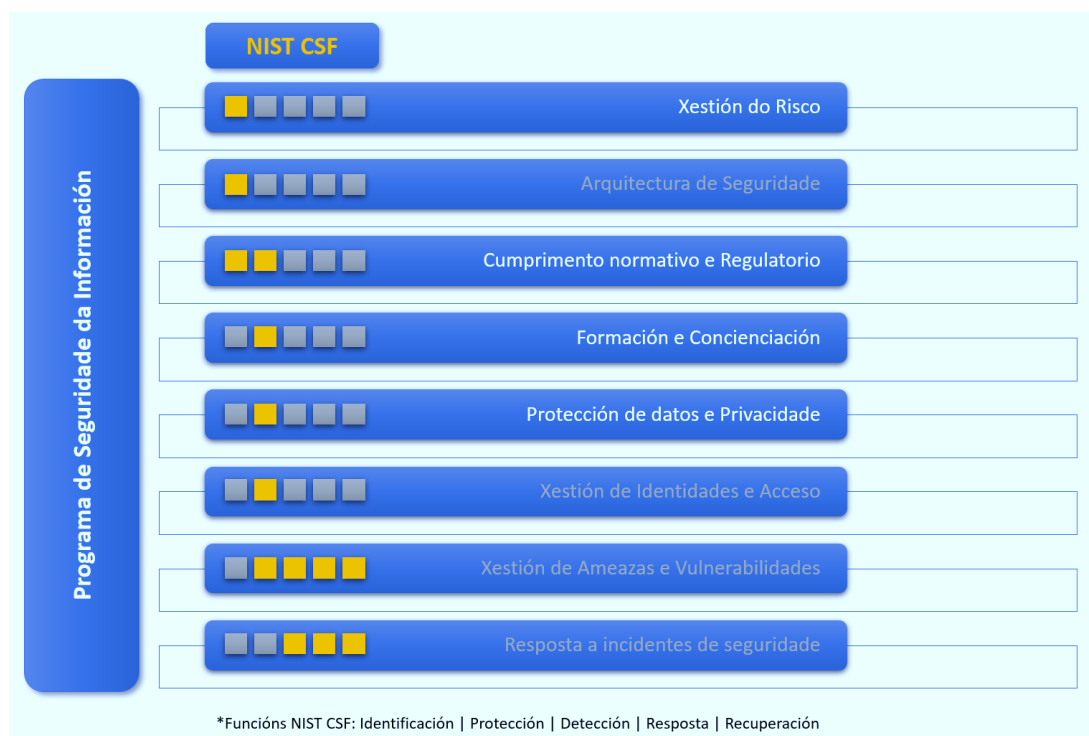 NIST CSF
Programa de Seguridade da Información
Xestión do Risco
Arquitectura de Seguridade
Cumprimento normativo e Regulatorio
Formación e Concienciación
Protección de datos e Privacidade
Xestión de Identidades e Acceso
Xestión de Ameazas e Vulnerabilidades
Resposta a incidentes de seguridade
*Funcións NIST CSF: Identificación | Protección | Detección | Resposta | Recuperación